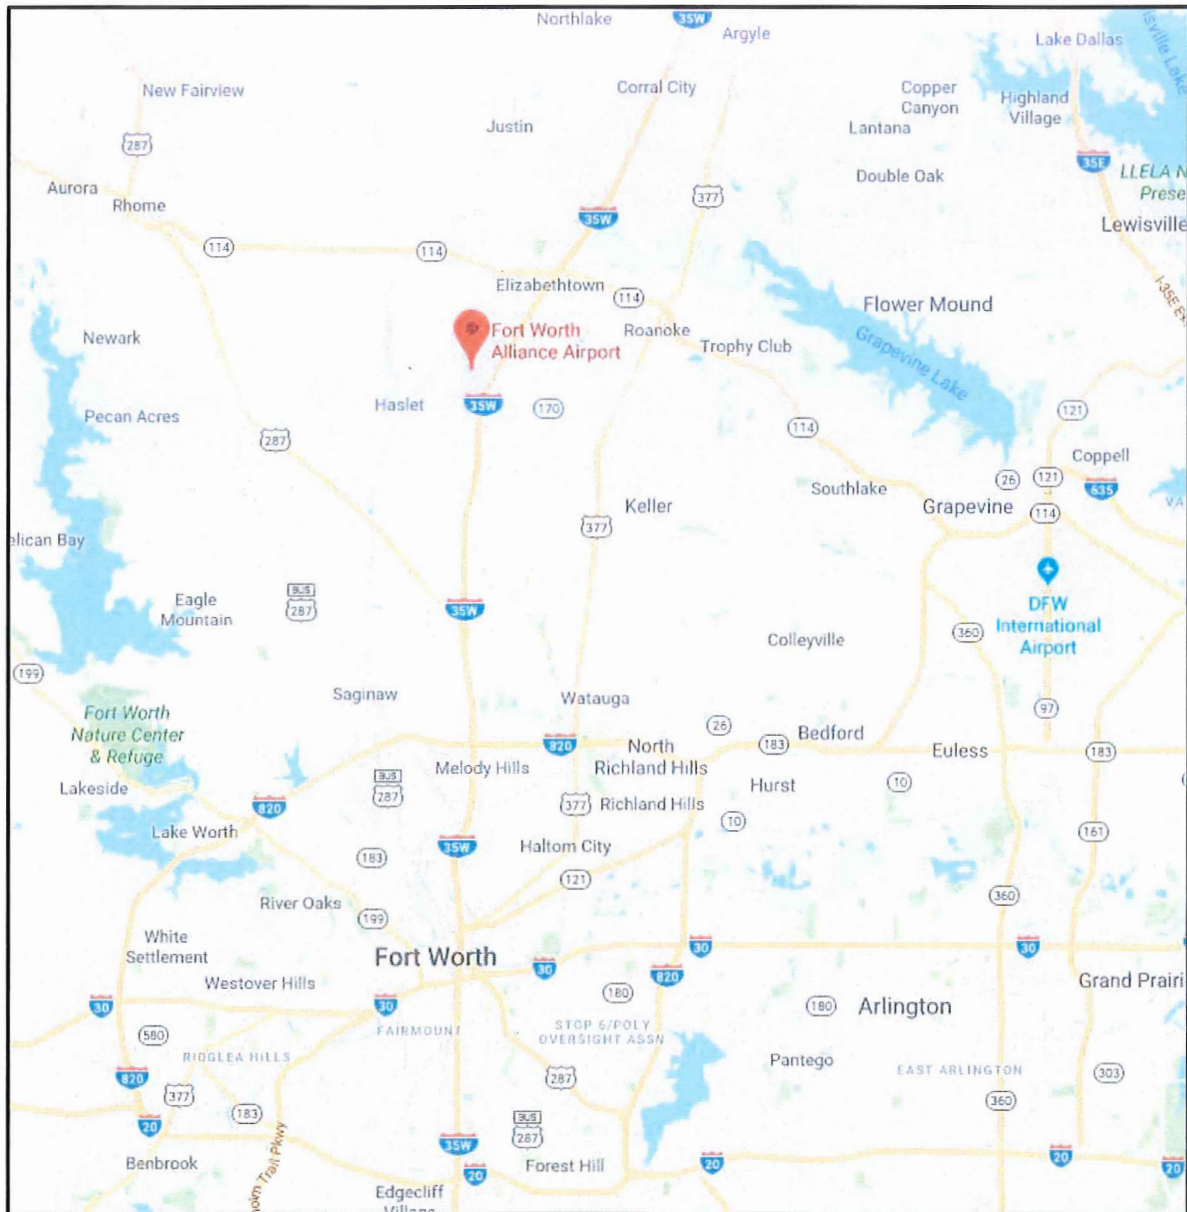 Northlake
35W
Argyle
Lake Dallas
New Fairview
Corral City
Copper
Canyon
Highland
Village
Justin
Lantana
287
35E
LLELA N
Prese
Double Oak
Aurora
Rhome
377
35W
Lewisville
114
114
Elizabethtown
114
I-35E Ex
Flower Mound
Newark
Fort Worth
Alliance Airport
Roanoke
Trophy Club
Grapevine Lake
Haslet
35W
170
Pecan Acres
121
287
114
Coppell
26
121
635
Southlake
Keller
Grapevine
114
VA
377
elican Bay
DFW
International
Airport
Eagle
Mountain
BUS
287
35W
360
Colleyville
199
Saginaw
Watauga
Fort Worth
Nature Center
& Refuge
97
26
183
Bedford
820
North
Richland Hills
Euless
183
Melody Hills
Lakeside
BUS
287
Hurst
10
820
377
Richland Hills
10
Lake Worth
161
35W
Haltom City
183
121
360
River Oaks
199
White
Settlement
30
30
Fort Worth
30
820
Westover Hills
Grand Prairi
180
30
30
180
Arlington
FAIRMOUNT
STOP 6/POLY
OVERSIGHT ASSN
580
RIDGLEA HILLS
Pantego
EAST ARLINGTON
303
820
287
377
360
183
BUS
287
20
35W
20
Benbrook
olm Trail Pkwy
Forest Hill
20
20
20
Edgecliff
Village